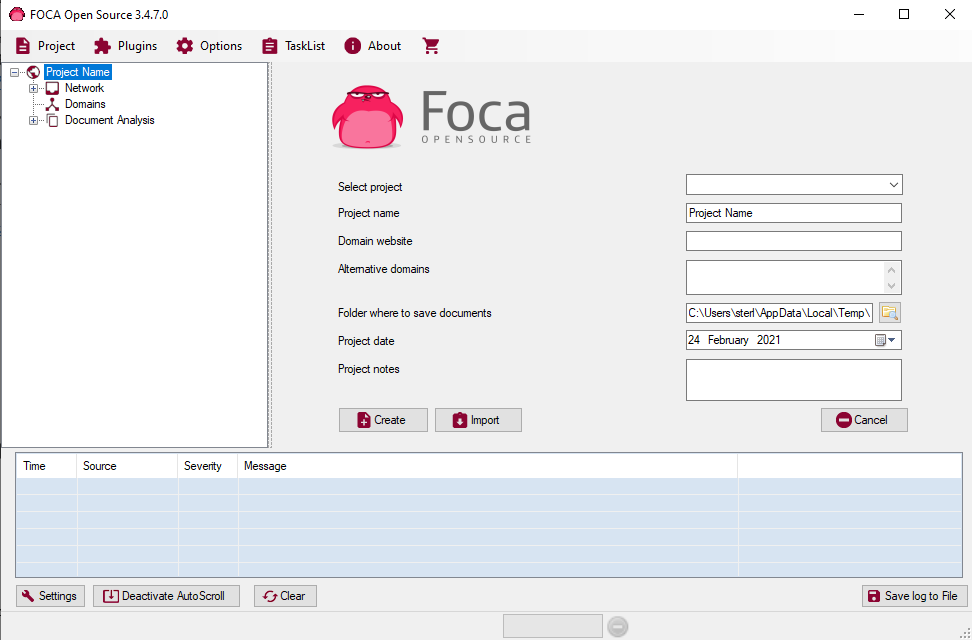 FOCA Open Source 3.4.7.0
Project Plugins Options TaskList About
Project Name
Network
Domains
Document Analysis
Foca
OPENSOURCE
Select project
Project name Project Name
Domain website
Alternative domains
Folder where to save documents C:\Users\sterl\AppData\Local\Temp\
Project date 24 February 2021
Project notes
Create Import Cancel
Time Source Severity Message
Settings Deactivate AutoScroll Clear Save log to File